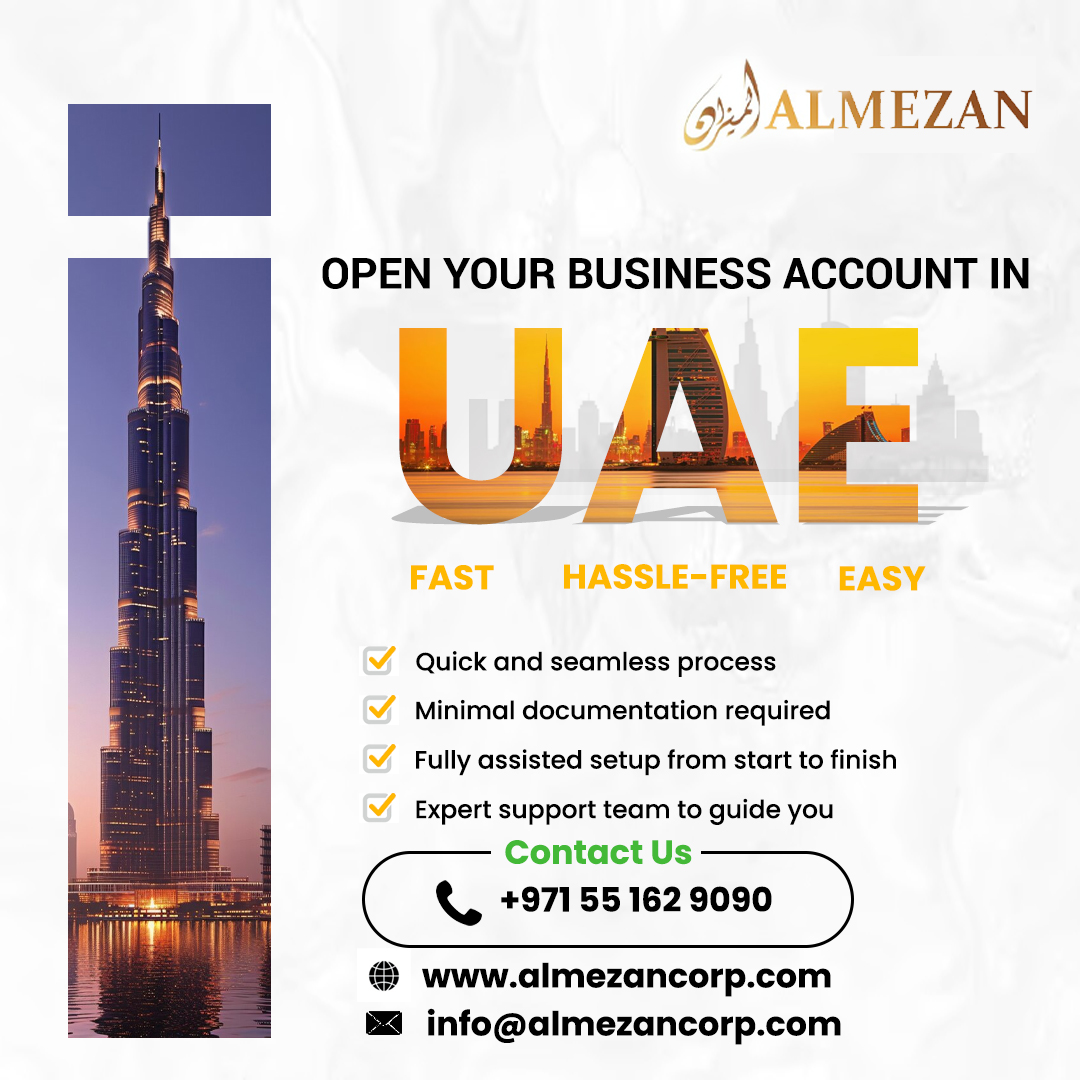 الميزان ALMEZAN
OPEN YOUR BUSINESS ACCOUNT IN
UAE
FAST HASSLE-FREE EASY
Quick and seamless process
Minimal documentation required
Fully assisted setup from start to finish
Expert support team to guide you
Contact Us
+971 55 162 9090
www.almezancorp.com
info@almezancorp.com